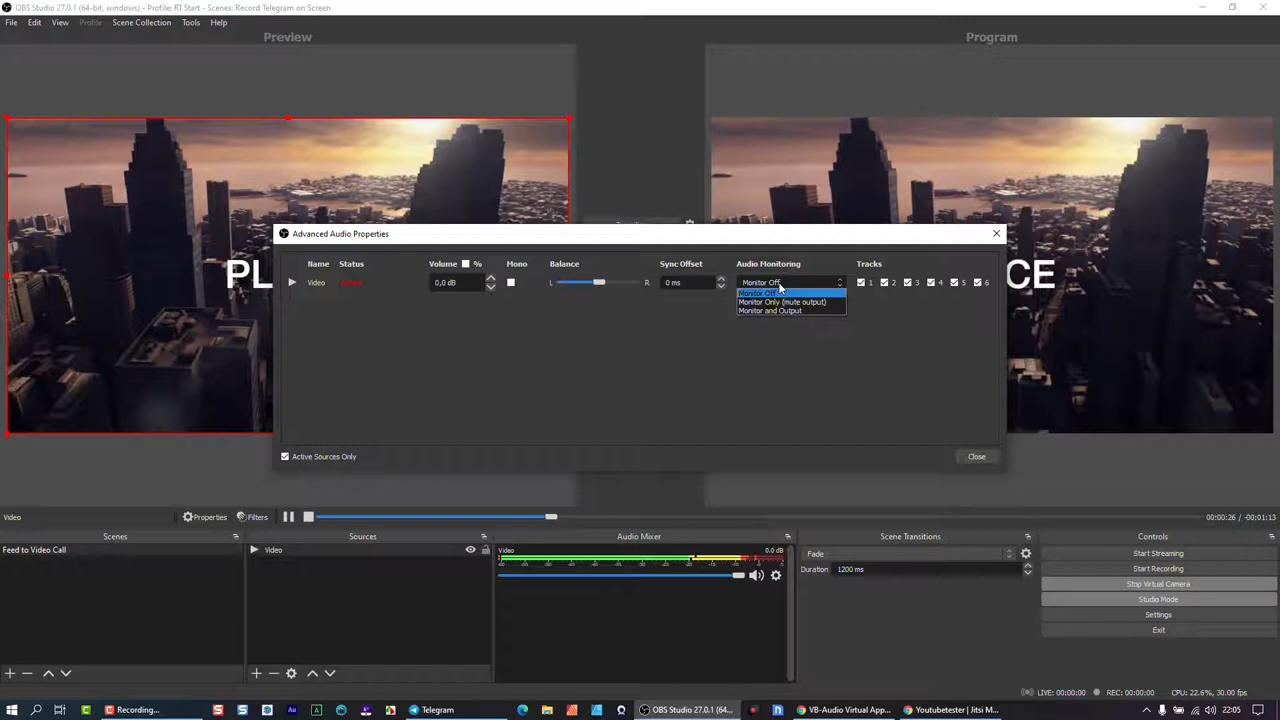 OBS Studio 27.0.1 (64-bit, windows) - Profile: RT Start - Scenes: Record Telegram on Screen
File Edit View Profile Scene Collection Tools Help
Preview
Program
PL
CE
Advanced Audio Properties
Name Status Volume % Mono Balance Sync Offset Audio Monitoring Tracks
Video Active 0,0 dB L R 0 ms Monitor Off 1 2 3 4 5 6
Monitor Off
Monitor Only (mute output)
Monitor and Output
Active Sources Only
Close
Video Properties Filters 00:00:26 / -00:01:13
Scenes Sources Audio Mixer Scene Transitions Controls
Feed to Video Call
Video
Video 0.0 dB
Fade
Duration 1200 ms
Start Streaming
Start Recording
Stop Virtual Camera
Studio Mode
Settings
Exit
LIVE: 00:00:00 REC: 00:00:00 CPU: 22.6%, 30.00 fps
Recording... Telegram OBS Studio 27.0.1 (64... VB-Audio Virtual App... Youtubetester | Jitsi M... 22:05